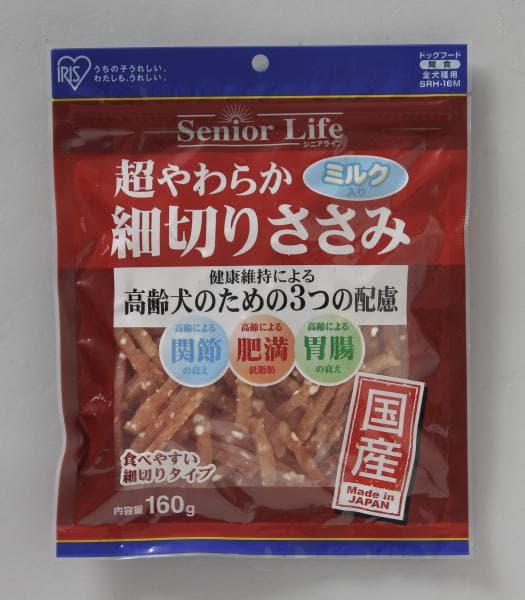 IRIS
うちの子うれしい、
わたしも、うれしい。
ドッグフード
間食
全犬種用
SRH-16M
Senior Life
シニアライフ
超やわらか
ミルク
入り
細切りささみ
健康維持による
高齢犬のための3つの配慮
高齢による
関節
の衰え
高齢による
肥満
低脂肪
高齢による
胃腸
の衰え
食べやすい
細切りタイプ
内容量 160g
国産
Made in
JAPAN